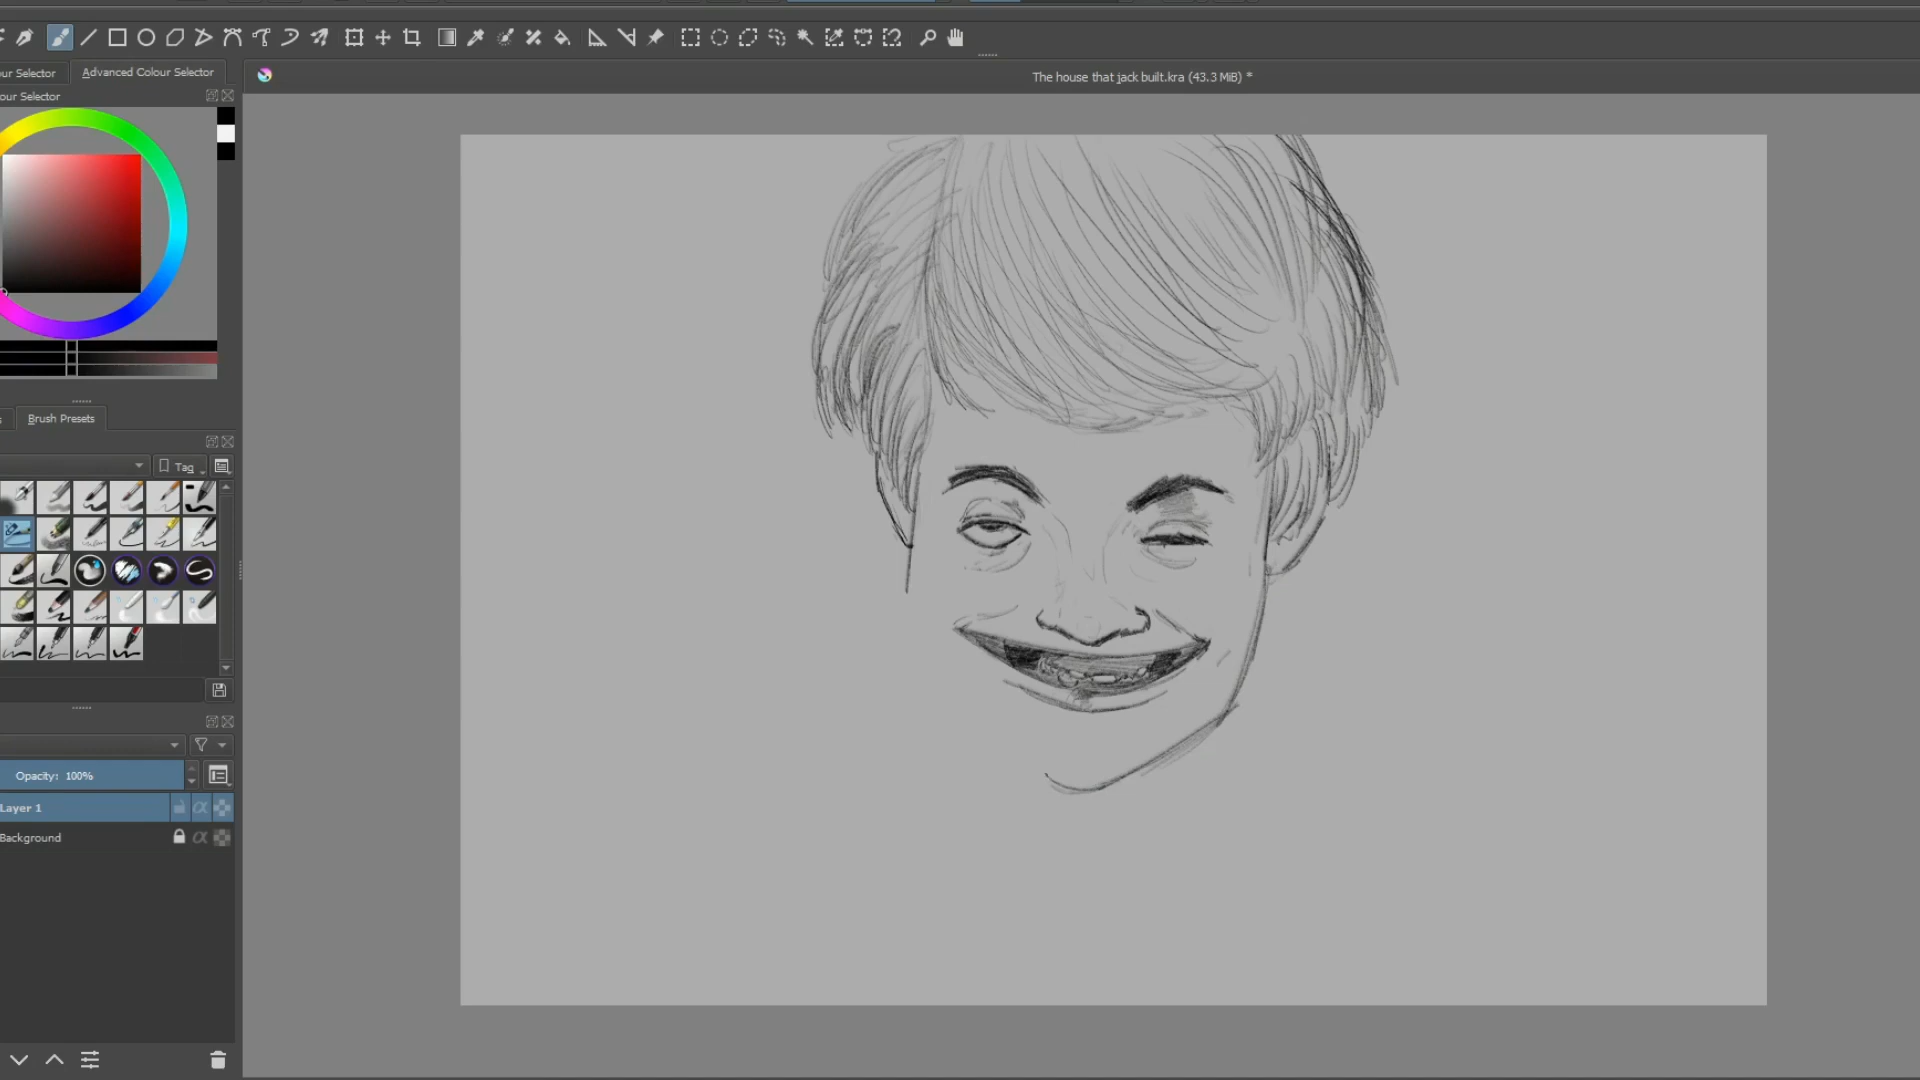 our Selector
Advanced Colour Selector
The house that jack built.kra (43.3 MiB) *
our Selector
Brush Presets
Tag
Opacity: 100%
Layer 1
Background